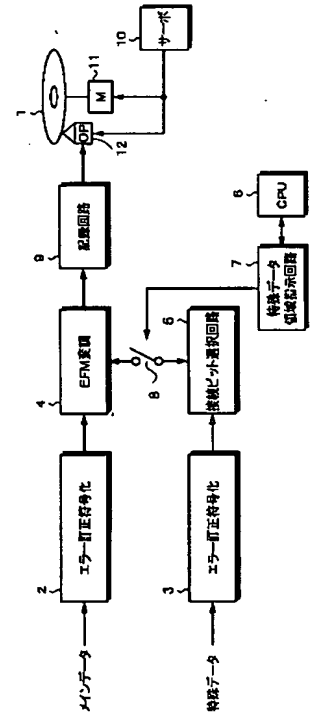 メインデータ
2
エラー訂正符号化
4
EFM変調
9
記録回路
1
OP
12
M
11
10
サーボ
8
特殊データ
3
エラー訂正符号化
5
接続ビット選択回路
7
特殊データ
領域指示回路
6
CPU